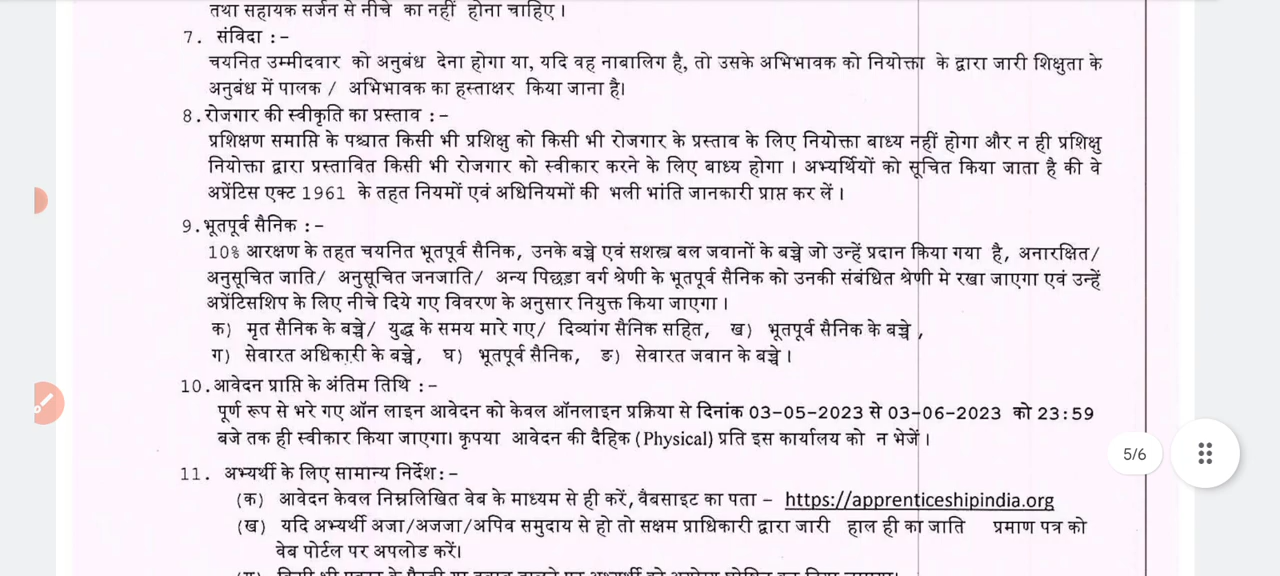 तथा सहायक सर्जन से नीचे का नहीं होना चाहिए ।
7. संविदा :-
चयनित उम्मीदवार को अनुबंध देना होगा या, यदि वह नाबालिग है, तो उसके अभिभावक को नियोक्ता के द्वारा जारी शिक्षुता के
अनुबंध में पालक / अभिभावक का हस्ताक्षर किया जाना है।
8.रोजगार की स्वीकृति का प्रस्ताव :-
प्रशिक्षण समाप्ति के पश्चात किसी भी प्रशिक्षु को किसी भी रोजगार के प्रस्ताव के लिए नियोक्ता बाध्य नहीं होगा और न ही प्रशिक्षु
नियोक्ता द्वारा प्रस्तावित किसी भी रोजगार को स्वीकार करने के लिए बाध्य होगा । अभ्यर्थियों को सूचित किया जाता है की वे
अप्रेंटिस एक्ट 1961 के तहत नियमों एवं अधिनियमों की भली भांति जानकारी प्राप्त कर लें ।
9.भूतपूर्व सैनिक :-
10% आरक्षण के तहत चयनित भूतपूर्व सैनिक, उनके बच्चे एवं सशस्त्र बल जवानों के बच्चे जो उन्हें प्रदान किया गया है, अनारक्षित/
अनुसूचित जाति/ अनुसूचित जनजाति/ अन्य पिछड़ा वर्ग श्रेणी के भूतपूर्व सैनिक को उनकी संबंधित श्रेणी मे रखा जाएगा एवं उन्हें
अप्रेंटिसशिप के लिए नीचे दिये गए विवरण के अनुसार नियुक्त किया जाएगा ।
क) मृत सैनिक के बच्चे/ युद्ध के समय मारे गए/ दिव्यांग सैनिक सहित, ख) भूतपूर्व सैनिक के बच्चे ,
ग) सेवारत अधिकारी के बच्चे, घ) भूतपूर्व सैनिक, ङ) सेवारत जवान के बच्चे ।
10.आवेदन प्राप्ति के अंतिम तिथि :-
पूर्ण रूप से भरे गए ऑन लाइन आवेदन को केवल ऑनलाइन प्रक्रिया से दिनांक 03-05-2023 से 03-06-2023 को 23:59
बजे तक ही स्वीकार किया जाएगा। कृपया आवेदन की दैहिक (Physical) प्रति इस कार्यालय को न भेजें ।
5/6
11. अभ्यर्थी के लिए सामान्य निर्देश:-
(क) आवेदन केवल निम्नलिखित वेब के माध्यम से ही करें, वैबसाइट का पता - https://apprenticeshipindia.org
(ख) यदि अभ्यर्थी अजा/अजजा/अपिव समुदाय से हो तो सक्षम प्राधिकारी द्वारा जारी हाल ही का जाति प्रमाण पत्र को
वेब पोर्टल पर अपलोड करें।